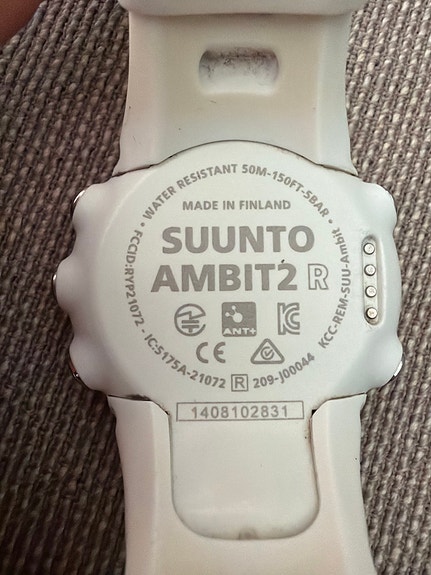 • WATER RESISTANT 50M-150FT-5BAR •
MADE IN FINLAND
SUUNTO
AMBIT2 R
ANT+
CE
FCCID:RYP21072 - IC:5175A-21072 R 209-J00044
KCC-REM-SUU-Ambit
1408102831